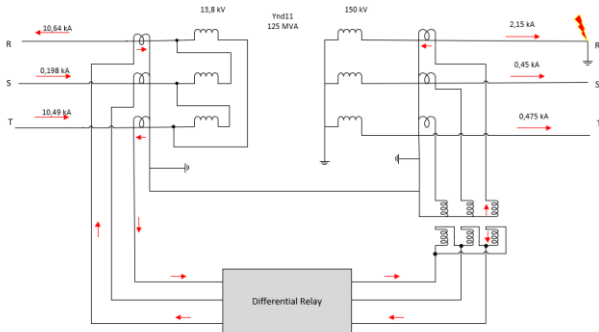 13,8 kV
Ynd11
125 MVA
150 kV
10,64 kA
2,15 kA
R
R
0,198 kA
0,45 kA
S
S
10,49 kA
0,475 kA
T
T
Differential Relay